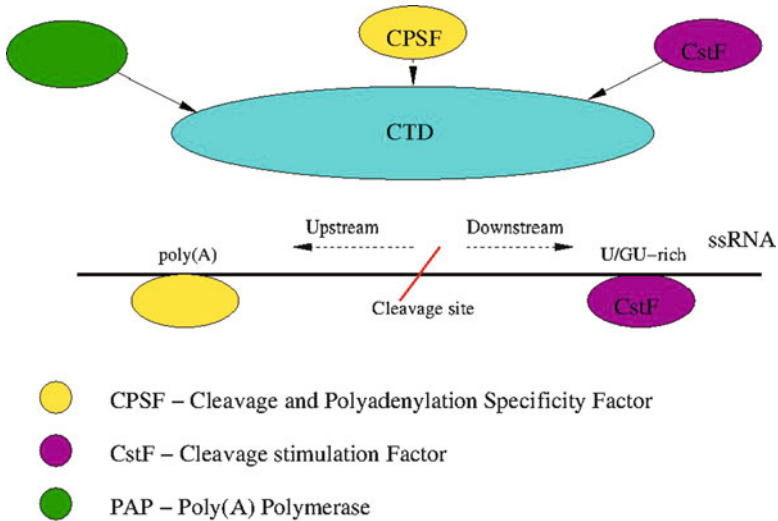 CPSF
CstF
CTD
Upstream
Downstream
ssRNA
poly(A)
U/GU−rich
Cleavage site
CstF
CPSF − Cleavage and Polyadenylation Specificity Factor
CstF − Cleavage stimulation Factor
PAP − Poly(A) Polymerase